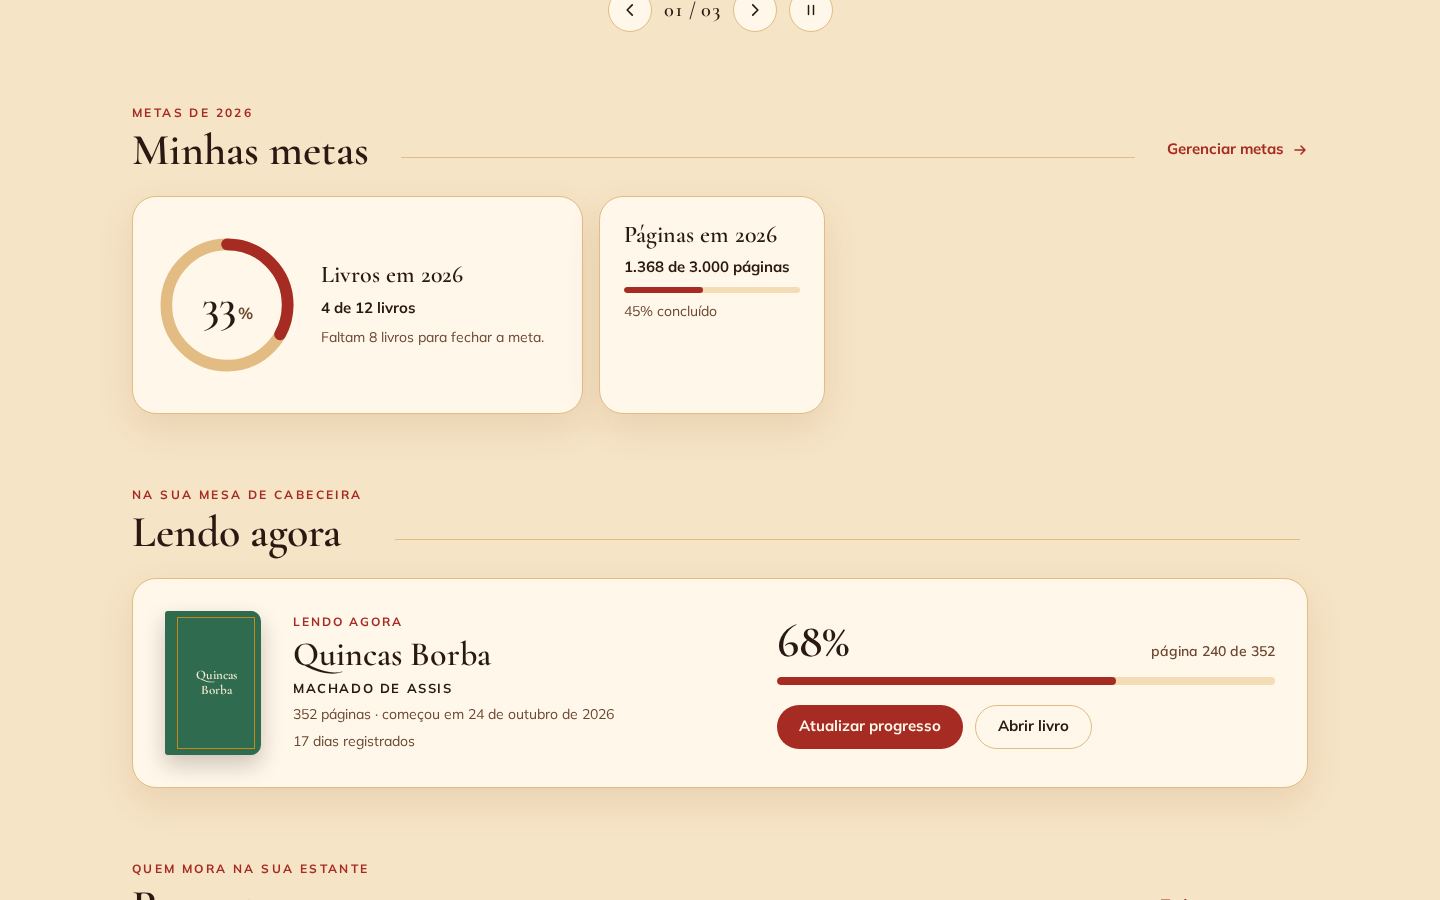 01 / 03
METAS DE 2026
Minhas metas
Gerenciar metas →
33%
Livros em 2026
4 de 12 livros
Faltam 8 livros para fechar a meta.
Páginas em 2026
1.368 de 3.000 páginas
45% concluído
NA SUA MESA DE CABECEIRA
Lendo agora
Quincas
Borba
LENDO AGORA
Quincas Borba
MACHADO DE ASSIS
352 páginas · começou em 24 de outubro de 2026
17 dias registrados
68%
página 240 de 352
Atualizar progresso
Abrir livro
QUEM MORA NA SUA ESTANTE